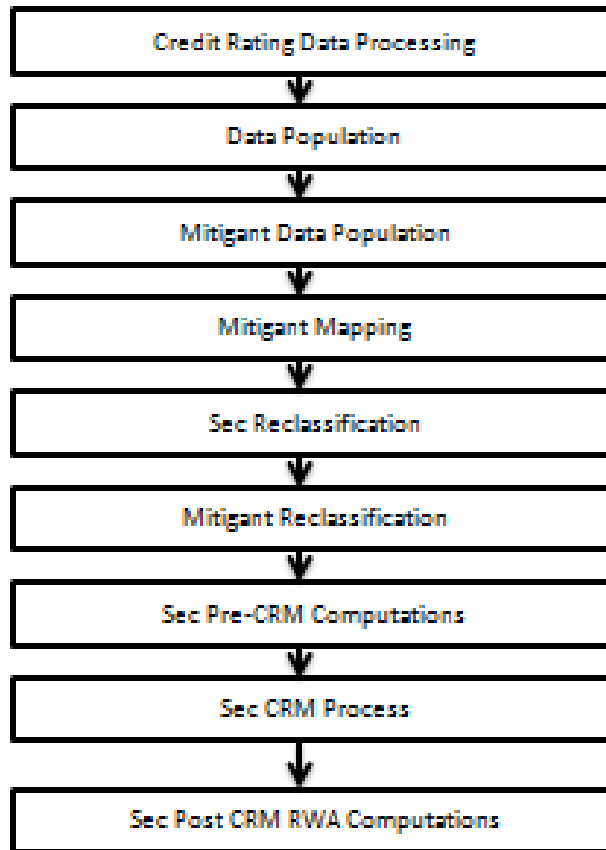 Credit Rating Data Processing
Data Population
Mitigant Data Population
Mitigant Mapping
Sec Reclassification
Mitigant Reclassification
Sec Pre-CRM Computations
Sec CRM Process
Sec Post CRM RWA Computations